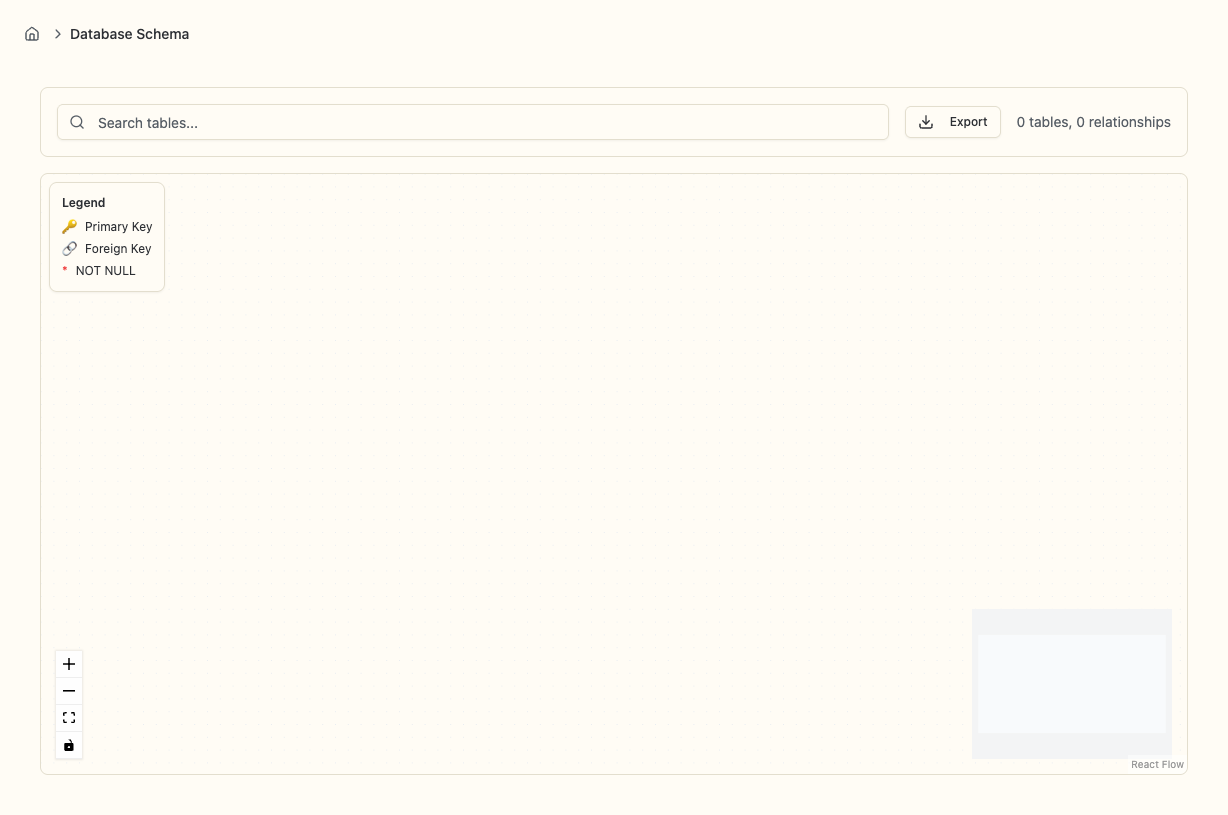 Database Schema
Search tables...
Export
0 tables, 0 relationships
Legend
🔑 Primary Key
🔗 Foreign Key
* NOT NULL
React Flow